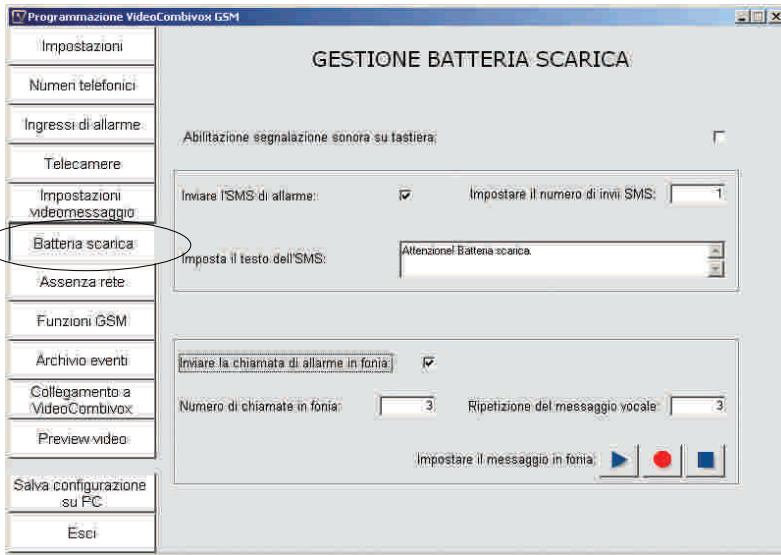 Programmazione VideoCombivox GSM
Impostazioni
Numeri telefonici
Ingressi di allarme
Telecamere
Impostazioni
videomessaggio
Batteria scarica
Assenza rete
Funzioni GSM
Archivio eventi
Collegamento a
VideoCombivox
Preview video
Salva configurazione
su PC
Esci
GESTIONE BATTERIA SCARICA
Abilitazione segnalazione sonora su tastiera:
Inviare l'SMS di allarme:
Impostare il numero di invii SMS: 1
Imposta il testo dell'SMS:
Attenzione! Batteria scarica.
Inviare la chiamata di allarme in fonia:
Numero di chiamate in fonia: 3
Ripetizione del messaggio vocale: 3
Impostare il messaggio in fonia: